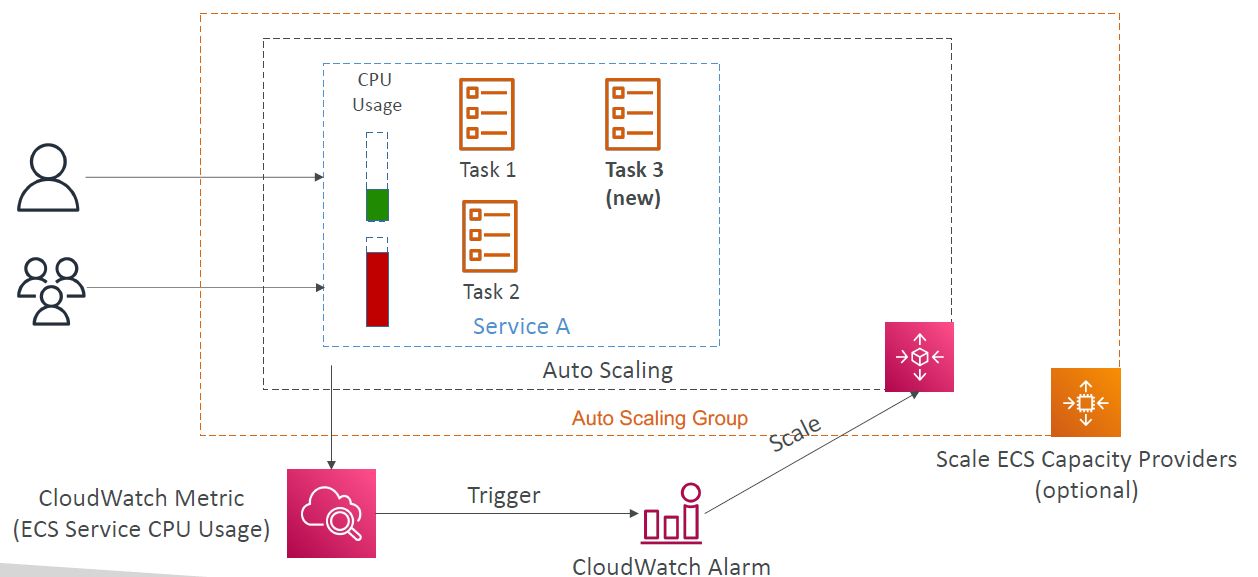 CPU
Usage
Task 1
Task 3
(new)
Task 2
Service A
Auto Scaling
Auto Scaling Group
Scale
Scale ECS Capacity Providers
(optional)
CloudWatch Metric
(ECS Service CPU Usage)
Trigger
CloudWatch Alarm